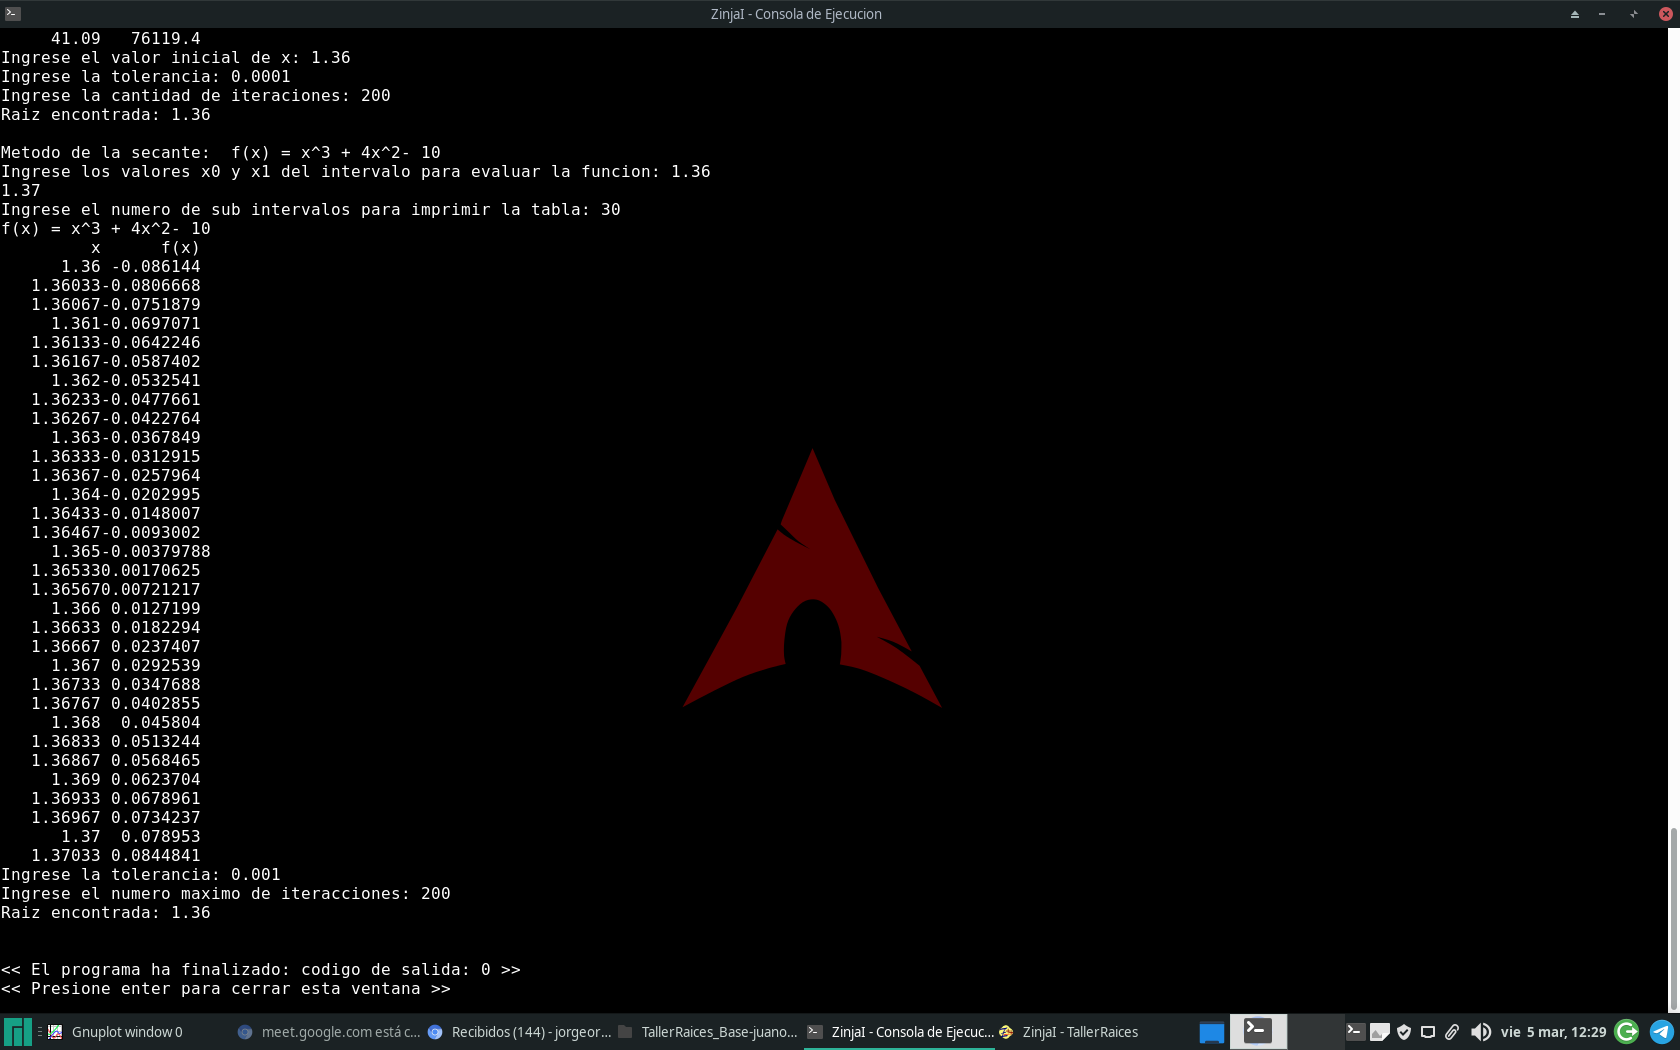 ZinjaI - Consola de Ejecucion
41.09 76119.4
Ingrese el valor inicial de x: 1.36
Ingrese la tolerancia: 0.0001
Ingrese la cantidad de iteraciones: 200
Raiz encontrada: 1.36
Metodo de la secante:  f(x) = x^3 + 4x^2- 10
Ingrese los valores x0 y x1 del intervalo para evaluar la funcion: 1.36
1.37
Ingrese el numero de sub intervalos para imprimir la tabla: 30
f(x) = x^3 + 4x^2- 10
x f(x)
1.36 -0.086144
1.36033-0.0806668
1.36067-0.0751879
1.361-0.0697071
1.36133-0.0642246
1.36167-0.0587402
1.362-0.0532541
1.36233-0.0477661
1.36267-0.0422764
1.363-0.0367849
1.36333-0.0312915
1.36367-0.0257964
1.364-0.0202995
1.36433-0.0148007
1.36467-0.0093002
1.365-0.00379788
1.365330.00170625
1.365670.00721217
1.366 0.0127199
1.36633 0.0182294
1.36667 0.0237407
1.367 0.0292539
1.36733 0.0347688
1.36767 0.0402855
1.368 0.045804
1.36833 0.0513244
1.36867 0.0568465
1.369 0.0623704
1.36933 0.0678961
1.36967 0.0734237
1.37 0.078953
1.37033 0.0844841
Ingrese la tolerancia: 0.001
Ingrese el numero maximo de iteracciones: 200
Raiz encontrada: 1.36
<< El programa ha finalizado: codigo de salida: 0 >>
<< Presione enter para cerrar esta ventana >>
Gnuplot window 0 meet.google.com está c... Recibidos (144) - jorgeor... TallerRaices_Base-juano... ZinjaI - Consola de Ejecuc... ZinjaI - TallerRaices vie 5 mar, 12:29